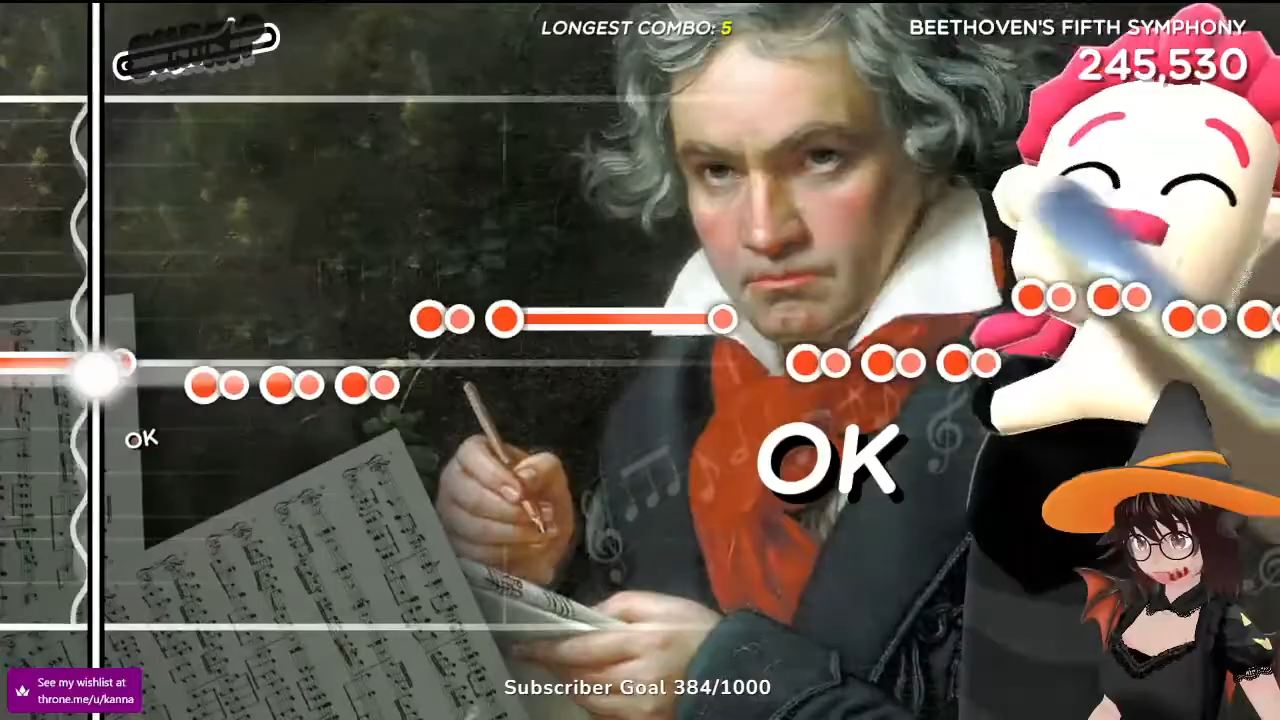 LONGEST COMBO: 5
BEETHOVEN'S FIFTH SYMPHONY
245,530
OK
OK
Subscriber Goal 384/1000
See my wishlist at
throne.me/u/kanna